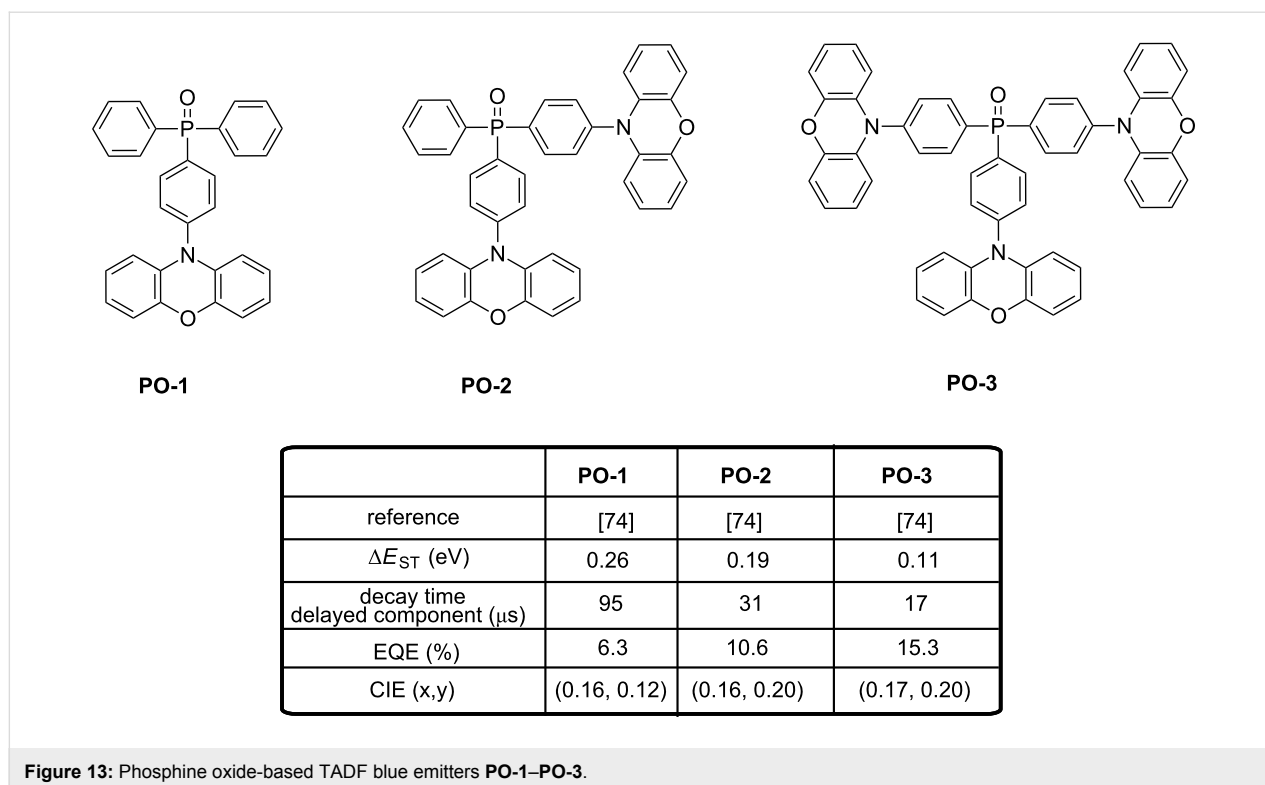 O
P
N
O
PO-1
O
P
N
O
N
O
PO-2
O
P
N
O
N
O
N
O
PO-3
PO-1 PO-2 PO-3
reference [74] [74] [74]
ΔEST (eV) 0.26 0.19 0.11
decay time
delayed component (μs) 95 31 17
EQE (%) 6.3 10.6 15.3
CIE (x,y) (0.16, 0.12) (0.16, 0.20) (0.17, 0.20)
Figure 13: Phosphine oxide-based TADF blue emitters PO-1–PO-3.